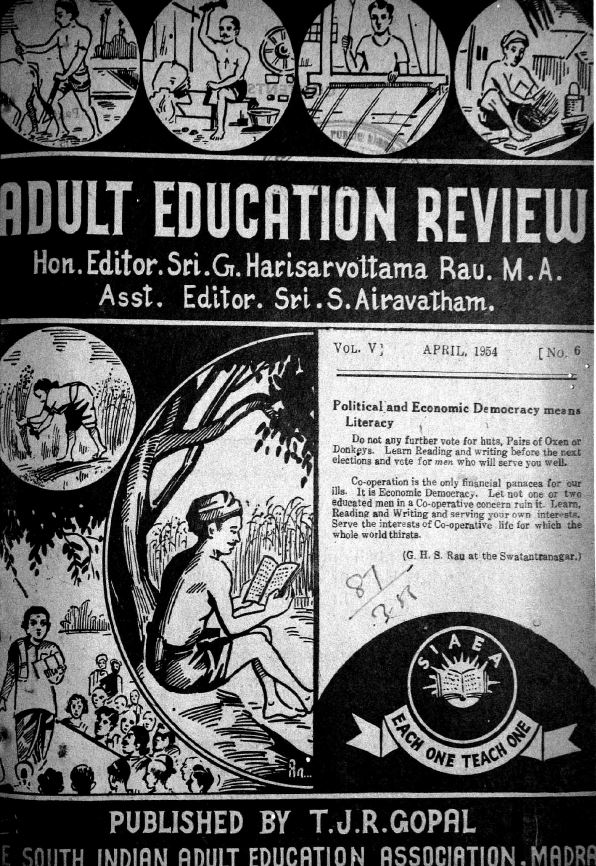 PUBLIC
ADULT EDUCATION REVIEW
Hon. Editor. Sri. G. Harisarvottama Rau. M.A.
Asst. Editor. Sri. S. Airavatham.
VOL. V] APRIL, 1954 [No. 6
Political and Economic Democracy means
Literacy
Do not any further vote for huts, Pairs of Oxen or
Donkeys. Learn Reading and writing before the next
elections and vote for men who will serve you well.
Co-operation is the only financial panacea for our
ills. It is Economic Democracy. Let not one or two
educated men in a Co-operative concern ruin it. Learn,
Reading and Writing and serving your own interests.
Serve the interests of Co-operative life for which the
whole world thirsts.
(G. H. S. Rau at the Swatantranagar.)
SIAEA
EACH ONE TEACH ONE
PUBLISHED BY T.J.R.GOPAL
E SOUTH INDIAN ADULT EDUCATION ASSOCIATION, MADRA